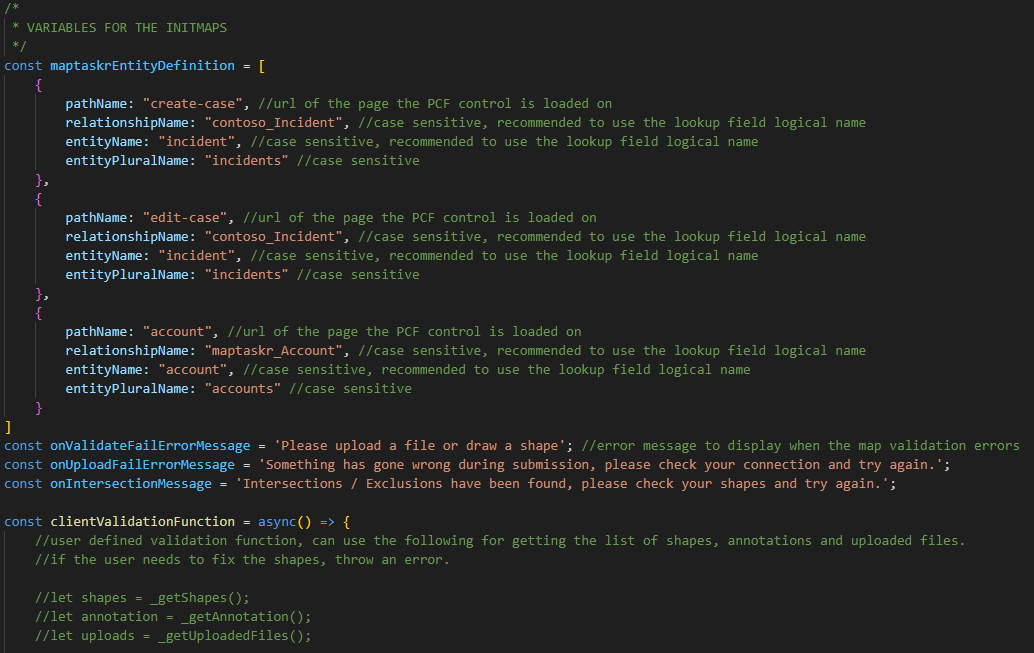 /*
 * VARIABLES FOR THE INITMAPS
 */
const maptaskrEntityDefinition = [
    {
        pathName: "create-case", //url of the page the PCF control is loaded on
        relationshipName: "contoso_Incident", //case sensitive, recommended to use the lookup field logical name
        entityName: "incident", //case sensitive, recommended to use the lookup field logical name
        entityPluralName: "incidents" //case sensitive
    },
    {
        pathName: "edit-case", //url of the page the PCF control is loaded on
        relationshipName: "contoso_Incident", //case sensitive, recommended to use the lookup field logical name
        entityName: "incident", //case sensitive, recommended to use the lookup field logical name
        entityPluralName: "incidents" //case sensitive
    },
    {
        pathName: "account", //url of the page the PCF control is loaded on
        relationshipName: "maptaskr_Account", //case sensitive, recommended to use the lookup field logical name
        entityName: "account", //case sensitive, recommended to use the lookup field logical name
        entityPluralName: "accounts" //case sensitive
    }
]
const onValidateFailErrorMessage = 'Please upload a file or draw a shape'; //error message to display when the map validation errors
const onUploadFailErrorMessage = 'Something has gone wrong during submission, please check your connection and try again.';
const onIntersectionMessage = 'Intersections / Exclusions have been found, please check your shapes and try again.';

const clientValidationFunction = async() => {
    //user defined validation function, can use the following for getting the list of shapes, annotations and uploaded files.
    //if the user needs to fix the shapes, throw an error.

    //let shapes = _getShapes();
    //let annotation = _getAnnotation();
    //let uploads = _getUploadedFiles();